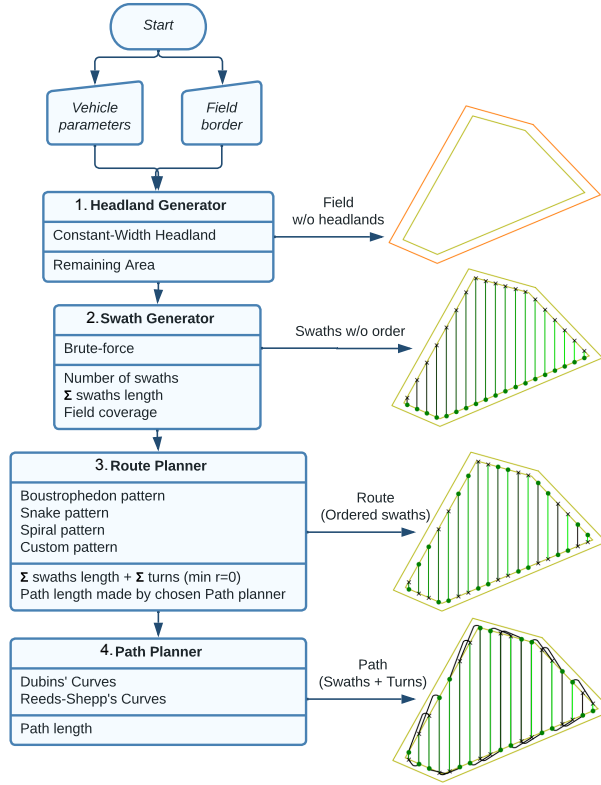 Start
Vehicle
parameters
Field
border
1. Headland Generator
Constant-Width Headland
Remaining Area
Field
w/o headlands
2. Swath Generator
Brute-force
Number of swaths
Σ swaths length
Field coverage
Swaths w/o order
3. Route Planner
Boustrophedon pattern
Snake pattern
Spiral pattern
Custom pattern
Σ swaths length + Σ turns (min r=0)
Path length made by chosen Path planner
Route
(Ordered swaths)
4. Path Planner
Dubins' Curves
Reeds-Shepp's Curves
Path length
Path
(Swaths + Turns)